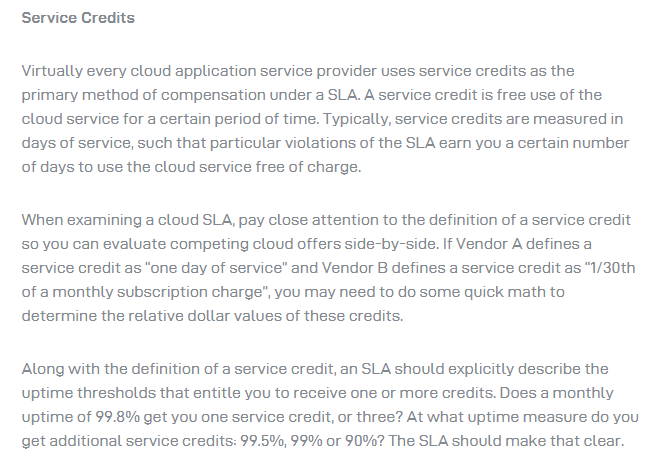 Service Credits
Virtually every cloud application service provider uses service credits as the
primary method of compensation under a SLA. A service credit is free use of the
cloud service for a certain period of time. Typically, service credits are measured in
days of service, such that particular violations of the SLA earn you a certain number
of days to use the cloud service free of charge.
When examining a cloud SLA, pay close attention to the definition of a service credit
so you can evaluate competing cloud offers side-by-side. If Vendor A defines a
service credit as "one day of service" and Vendor B defines a service credit as "1/30th
of a monthly subscription charge", you may need to do some quick math to
determine the relative dollar values of these credits.
Along with the definition of a service credit, an SLA should explicitly describe the
uptime thresholds that entitle you to receive one or more credits. Does a monthly
uptime of 99.8% get you one service credit, or three? At what uptime measure do you
get additional service credits: 99.5%, 99% or 90%? The SLA should make that clear.